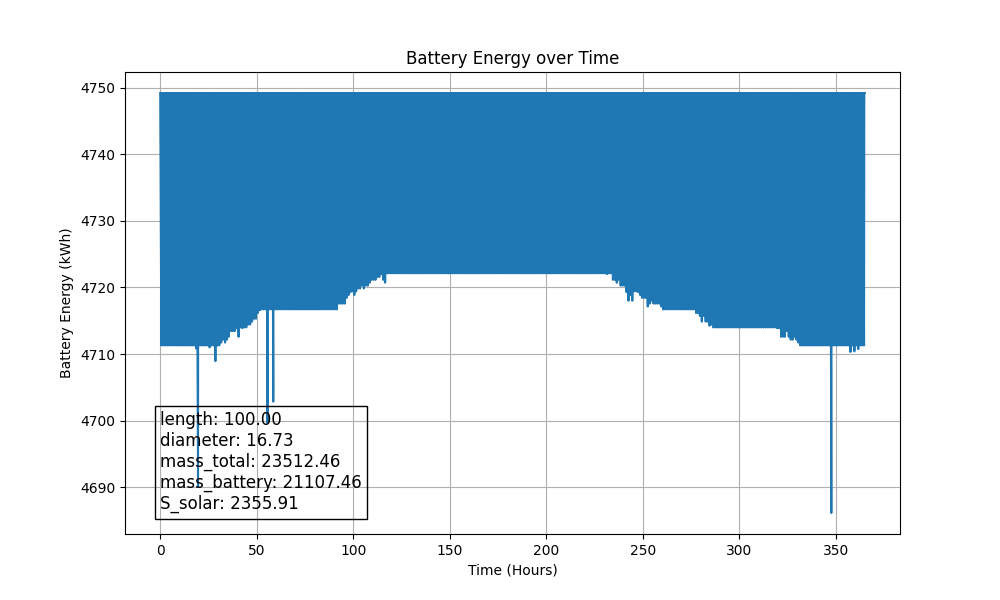 Battery Energy over Time
Battery Energy (kWh)
4750
4740
4730
4720
4710
4700
4690
length: 100.00
diameter: 16.73
mass_total: 23512.46
mass_battery: 21107.46
S_solar: 2355.91
0 50 100 150 200 250 300 350
Time (Hours)